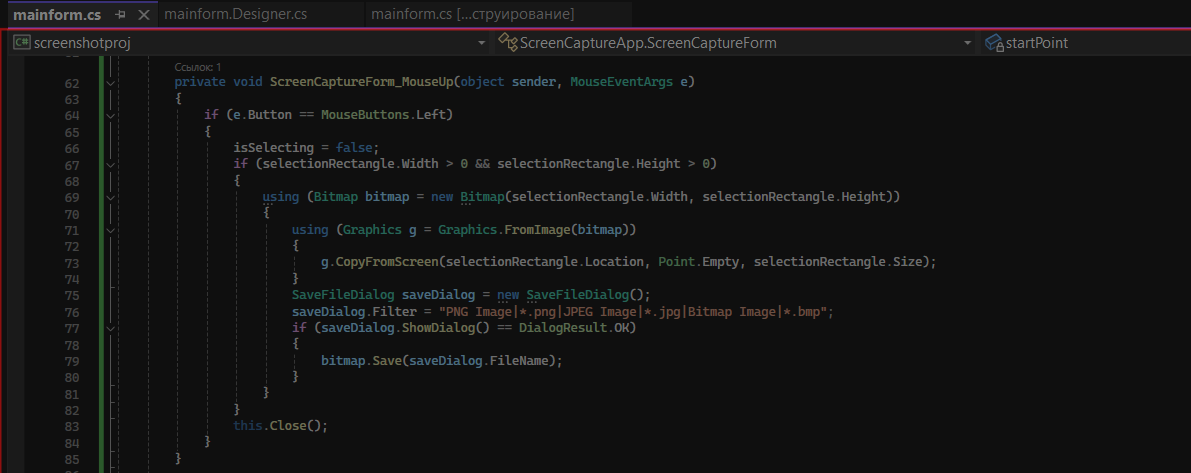 mainform.cs mainform.Designer.cs mainform.cs [...струирование]
screenshotproj ScreenCaptureApp.ScreenCaptureForm startPoint
Ссылок: 1
62 private void ScreenCaptureForm_MouseUp(object sender, MouseEventArgs e)
63 {
64 if (e.Button == MouseButtons.Left)
65 {
66 isSelecting = false;
67 if (selectionRectangle.Width > 0 && selectionRectangle.Height > 0)
68 {
69 using (Bitmap bitmap = new Bitmap(selectionRectangle.Width, selectionRectangle.Height))
70 {
71 using (Graphics g = Graphics.FromImage(bitmap))
72 {
73 g.CopyFromScreen(selectionRectangle.Location, Point.Empty, selectionRectangle.Size);
74 }
75 SaveFileDialog saveDialog = new SaveFileDialog();
76 saveDialog.Filter = "PNG Image|*.png|JPEG Image|*.jpg|Bitmap Image|*.bmp";
77 if (saveDialog.ShowDialog() == DialogResult.OK)
78 {
79 bitmap.Save(saveDialog.FileName);
80 }
81 }
82 }
83 this.Close();
84 }
85 }